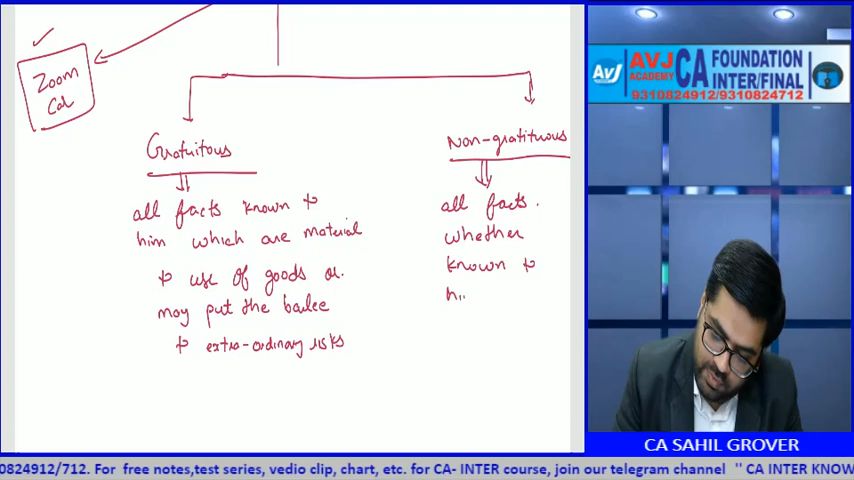 Zoom
Cal
Gratuitous
all facts known to
him which are material
to use of goods or.
may put the bailee
to extra-ordinary risks
Non-gratituous
all facts.
whether
known to
hi
AVJ
AVJ
ACADEMY
CA
FOUNDATION
INTER/FINAL
9310824912/9310824712
CA SAHIL GROVER
0824912/712. For free notes,test series, vedio clip, chart, etc. for CA- INTER course, join our telegram channel " CA INTER KNOW